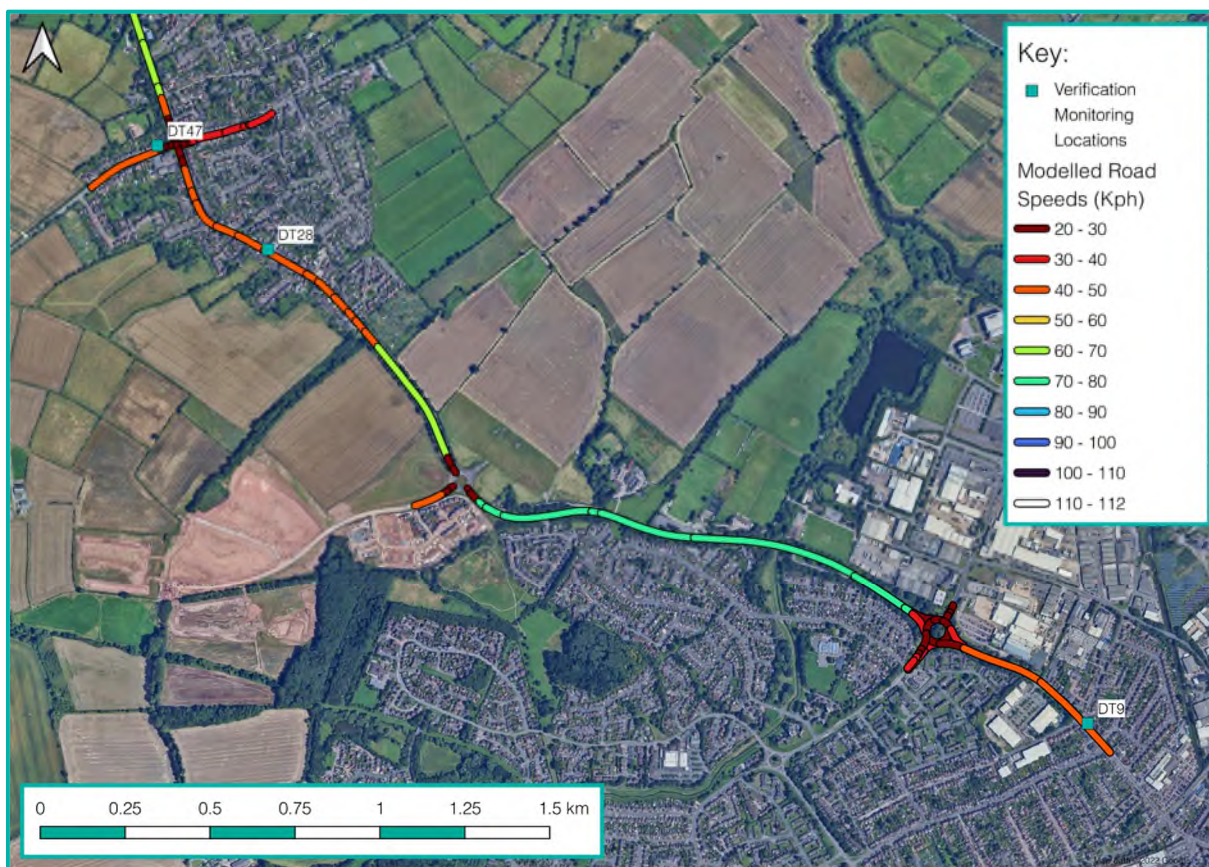 DT47
DT28
DT9
Key:
Verification
Monitoring
Locations
Modelled Road
Speeds (Kph)
20 - 30
30 - 40
40 - 50
50 - 60
60 - 70
70 - 80
80 - 90
90 - 100
100 - 110
110 - 112
0 0.25 0.5 0.75 1 1.25 1.5 km